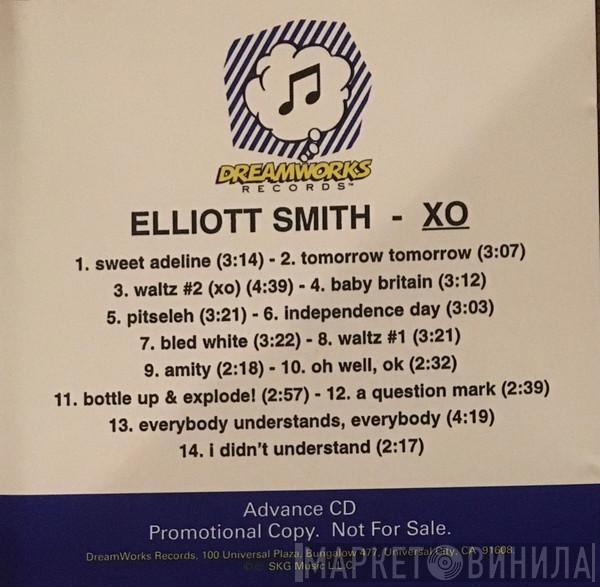 DREAMWORKS
RECORDS™
ELLIOTT SMITH - XO
1. sweet adeline (3:14) - 2. tomorrow tomorrow (3:07)
3. waltz #2 (xo) (4:39) - 4. baby britain (3:12)
5. pitseleh (3:21) - 6. independence day (3:03)
7. bled white (3:22) - 8. waltz #1 (3:21)
9. amity (2:18) - 10. oh well, ok (2:32)
11. bottle up & explode! (2:57) - 12. a question mark (2:39)
13. everybody understands, everybody (4:19)
14. i didn't understand (2:17)
Advance CD
Promotional Copy. Not For Sale.
DreamWorks Records, 100 Universal Plaza, Bungalow 477, Universal City, CA 91608
SKG Music L.L.C.
МАРКЕТ ВИНИЛА